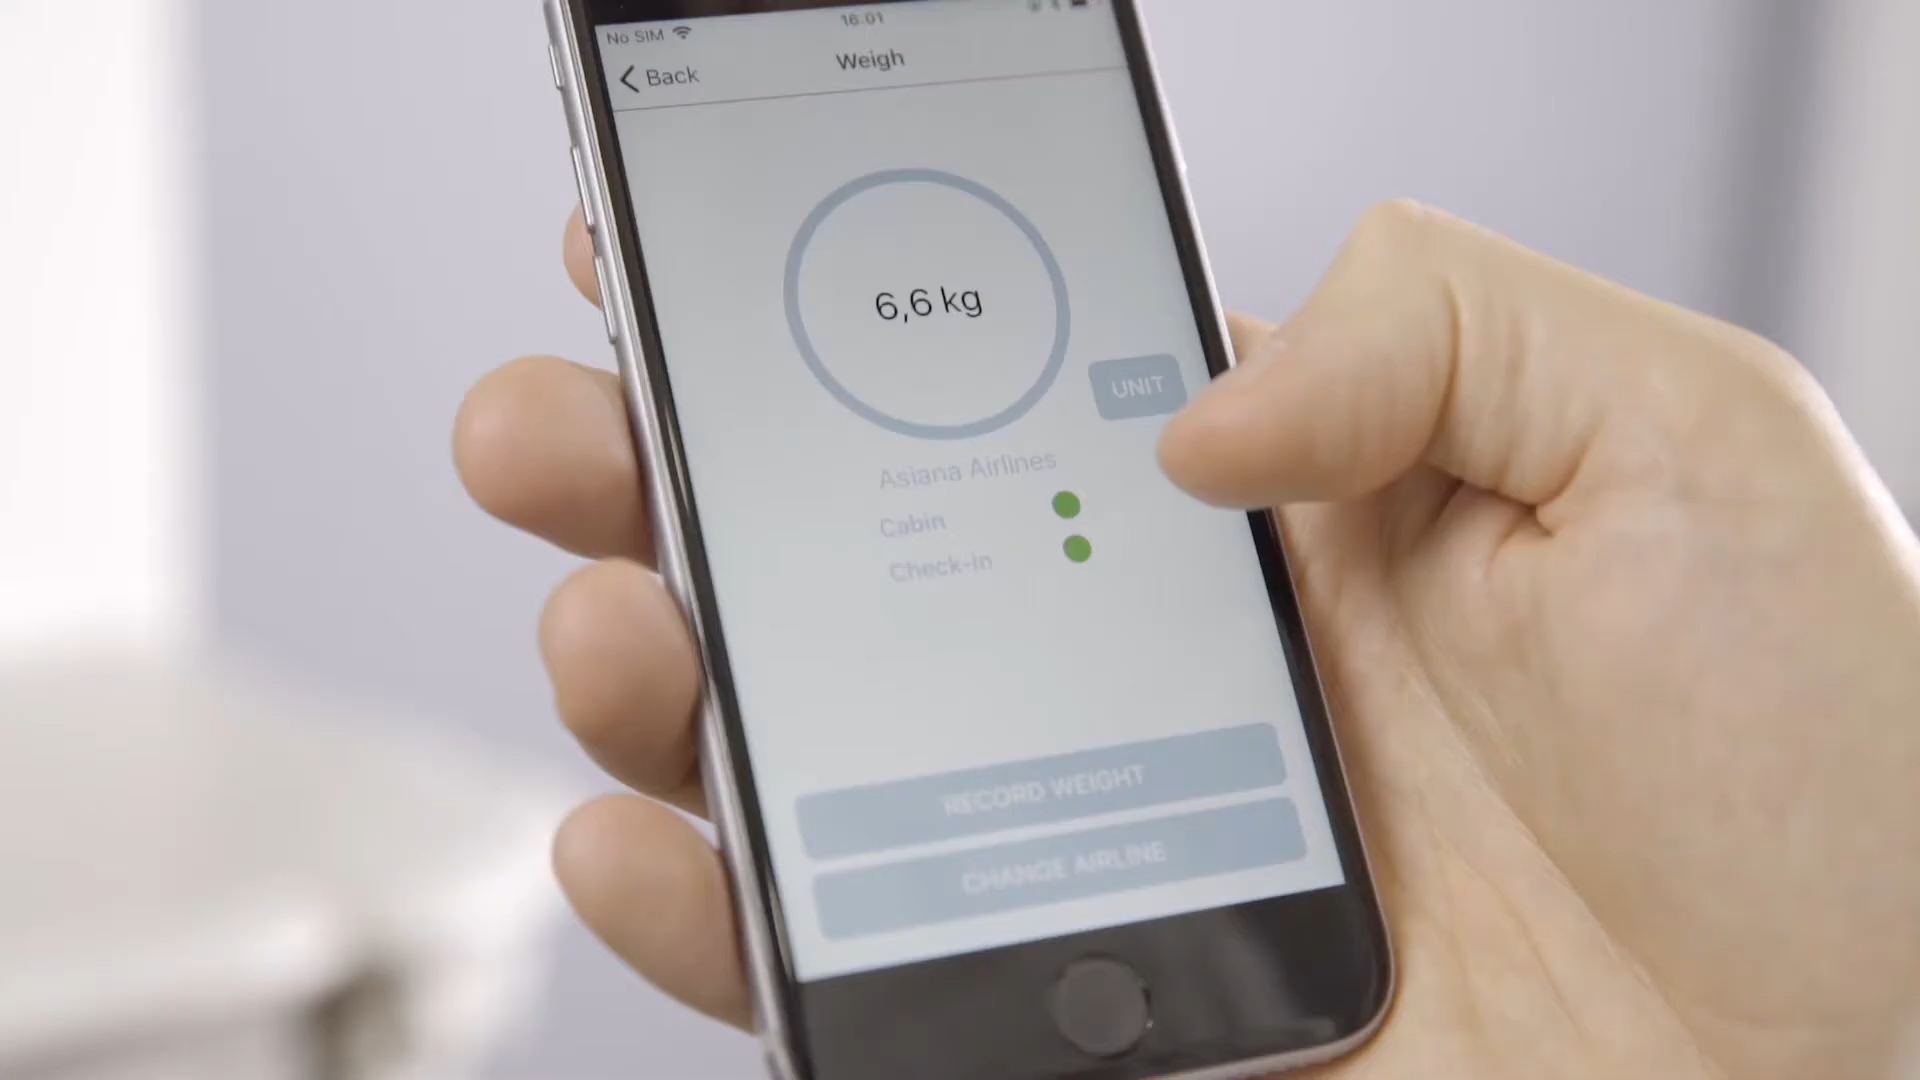 No SIM
16:01
Back
Weigh
6,6 kg
UNIT
Asiana Airlines
Cabin
Check-in
RECORD WEIGHT
CHANGE AIRLINE